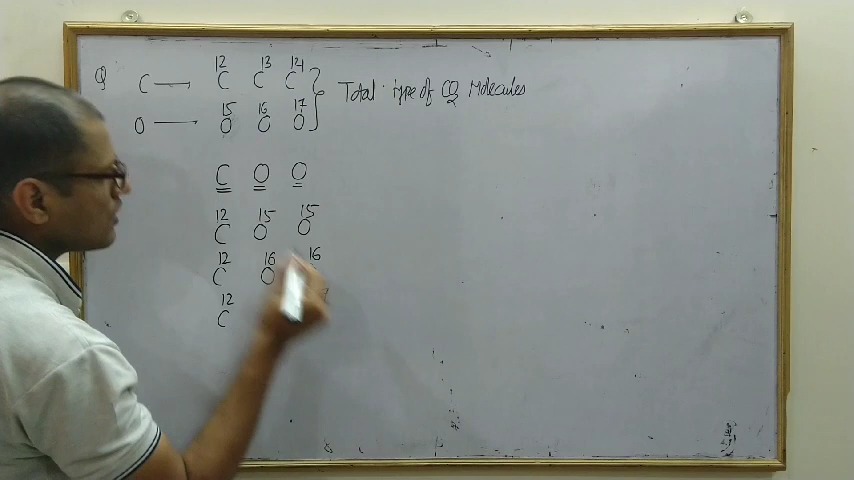 Q C → 12C 13C 14C } Total type of CO2 Molecules
O → 15O 16O 17O
C O O
12C 15O 15O
12C 16O 16
12C